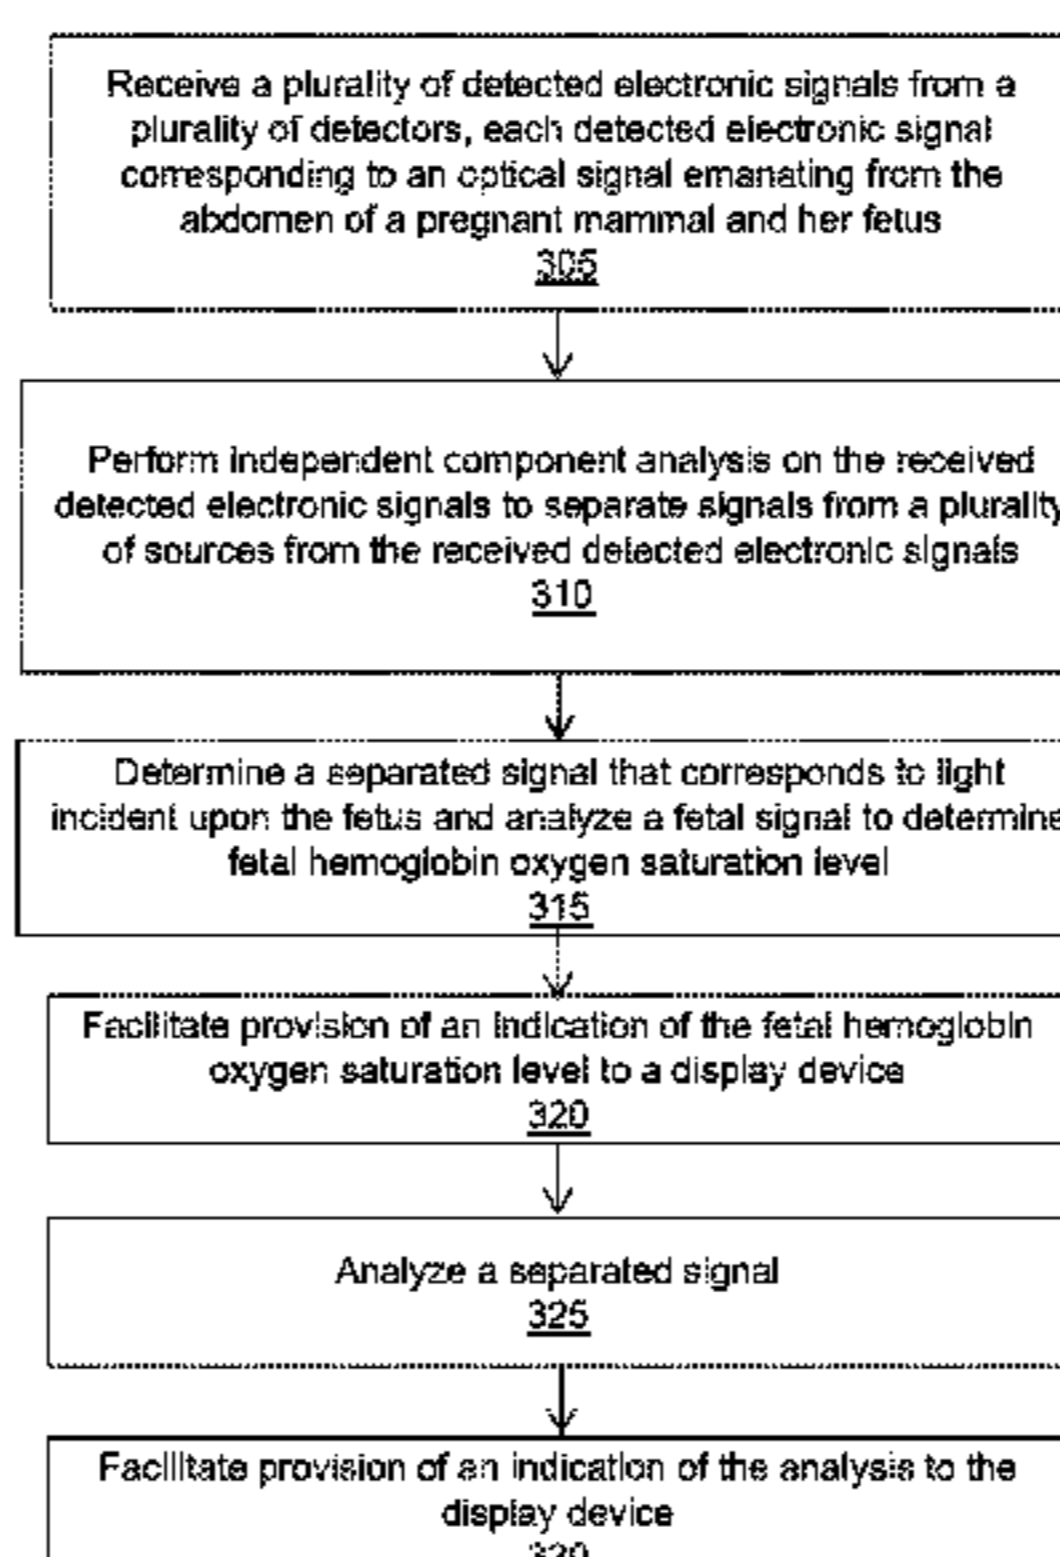 Receive a plurality of detected electronic signals from a
plurality of detectors, each detected electronic signal
corresponding to an optical signal emanating from the
abdomen of a pregnant mammal and her fetus
305
Perform independent component analysis on the received
detected electronic signals to separate signals from a plurality
of sources from the received detected electronic signals
310
Determine a separated signal that corresponds to light
incident upon the fetus and analyze a fetal signal to determine
fetal hemoglobin oxygen saturation level
315
Facilitate provision of an indication of the fetal hemoglobin
oxygen saturation level to a display device
320
Analyze a separated signal
325
Facilitate provision of an indication of the analysis to the
display device